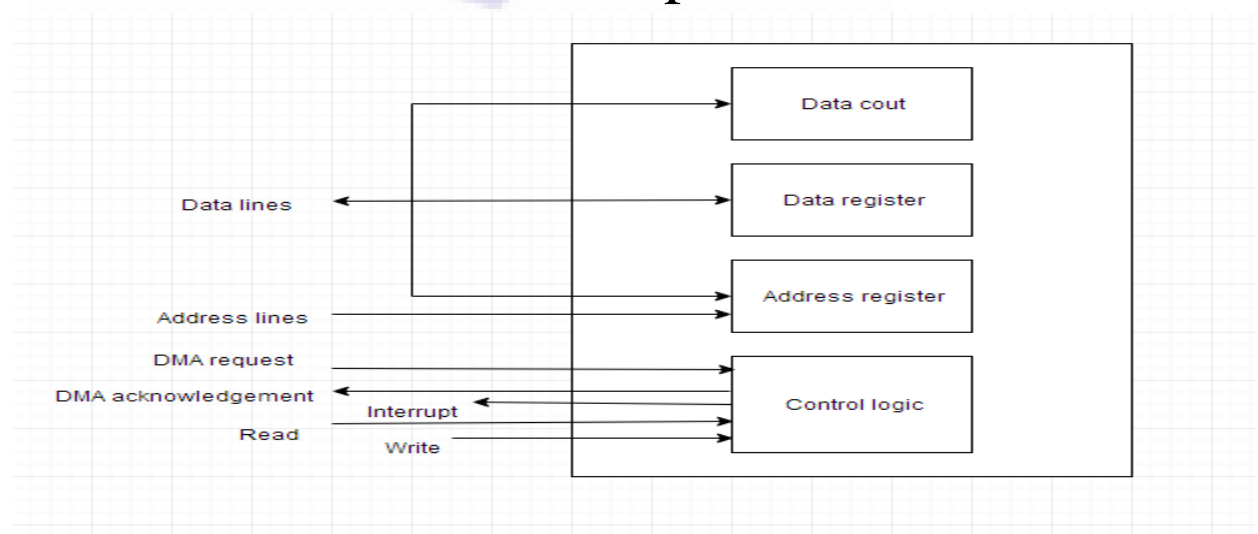 Data cout
Data lines
Data register
Address register
Address lines
DMA request
DMA acknowledgement
Interrupt
Control logic
Read
Write